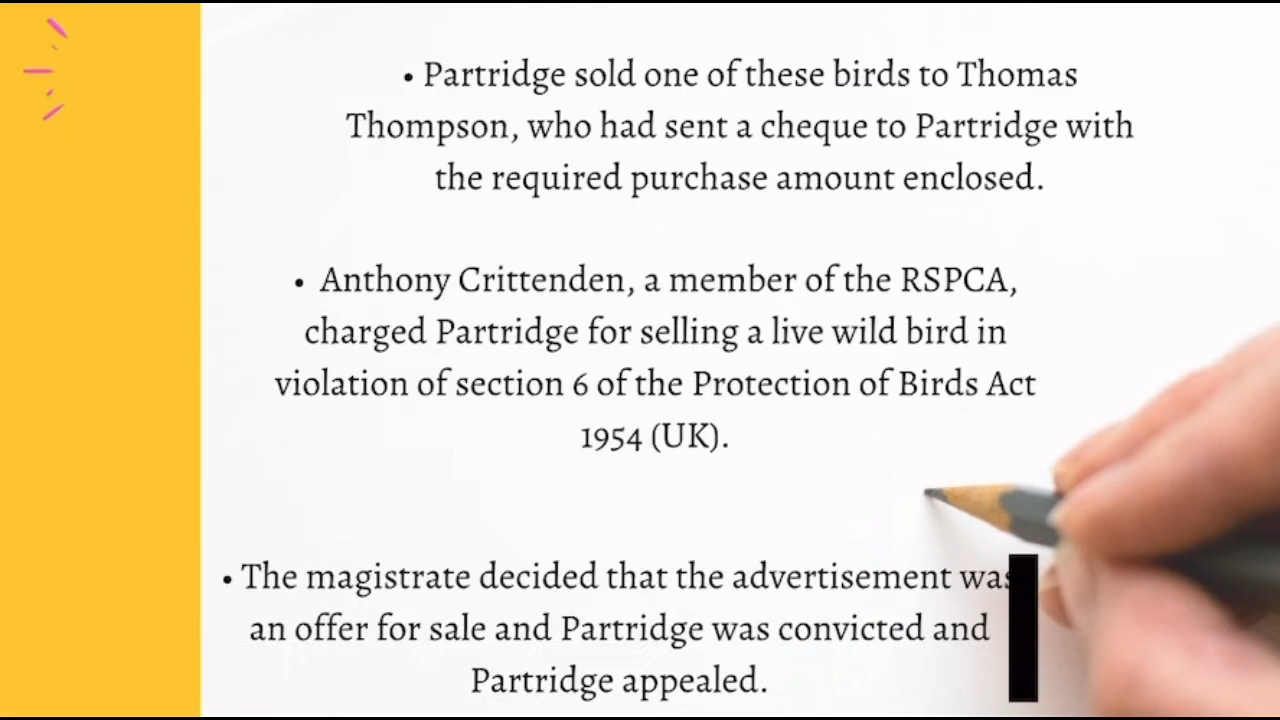 • Partridge sold one of these birds to Thomas
Thompson, who had sent a cheque to Partridge with
the required purchase amount enclosed.
• Anthony Crittenden, a member of the RSPCA,
charged Partridge for selling a live wild bird in
violation of section 6 of the Protection of Birds Act
1954 (UK).
• The magistrate decided that the advertisement was
an offer for sale and Partridge was convicted and
Partridge appealed.